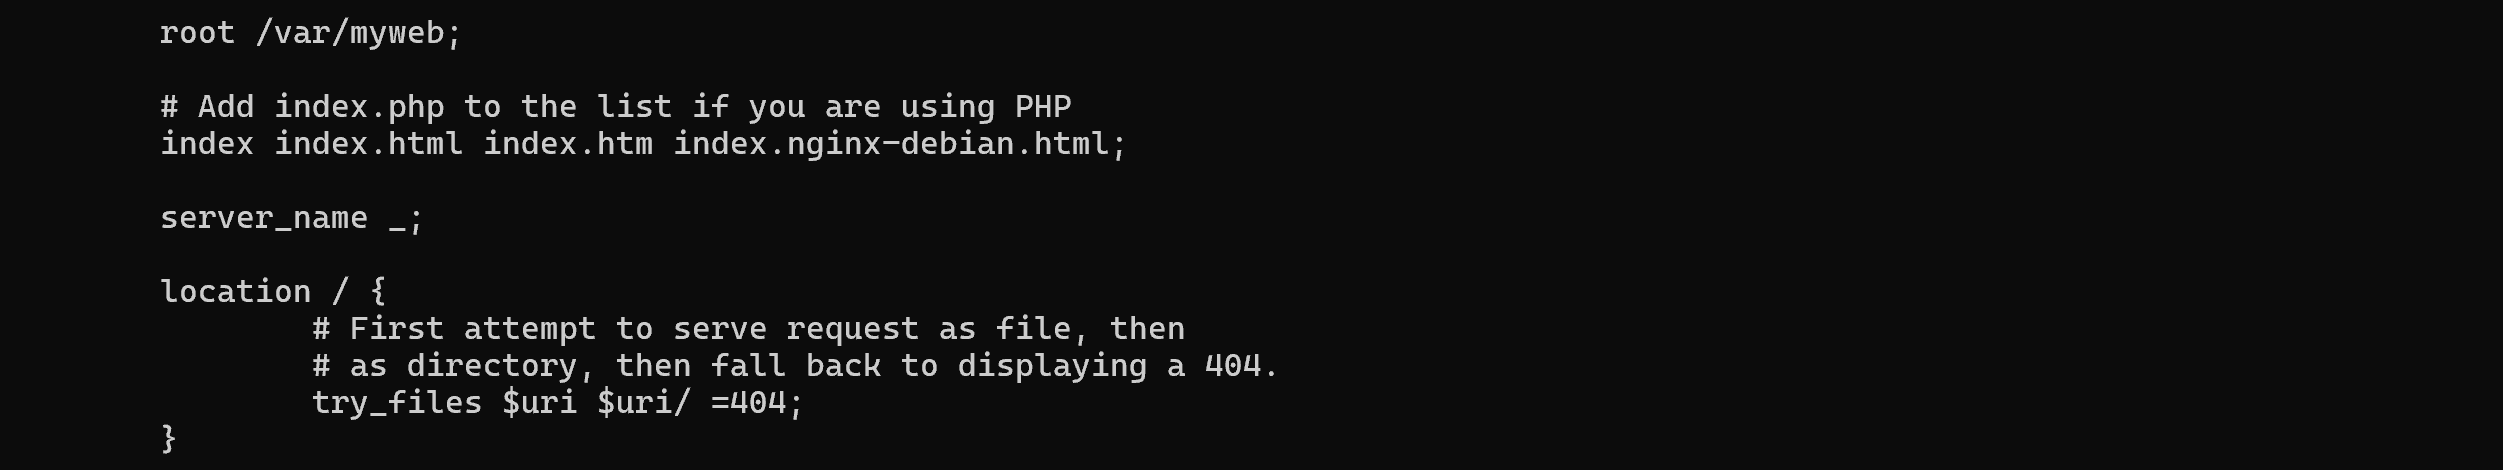 root /var/myweb;
# Add index.php to the list if you are using PHP
index index.html index.htm index.nginx-debian.html;
server_name _;
location / {
# First attempt to serve request as file, then
# as directory, then fall back to displaying a 404.
try_files $uri $uri/ =404;
}